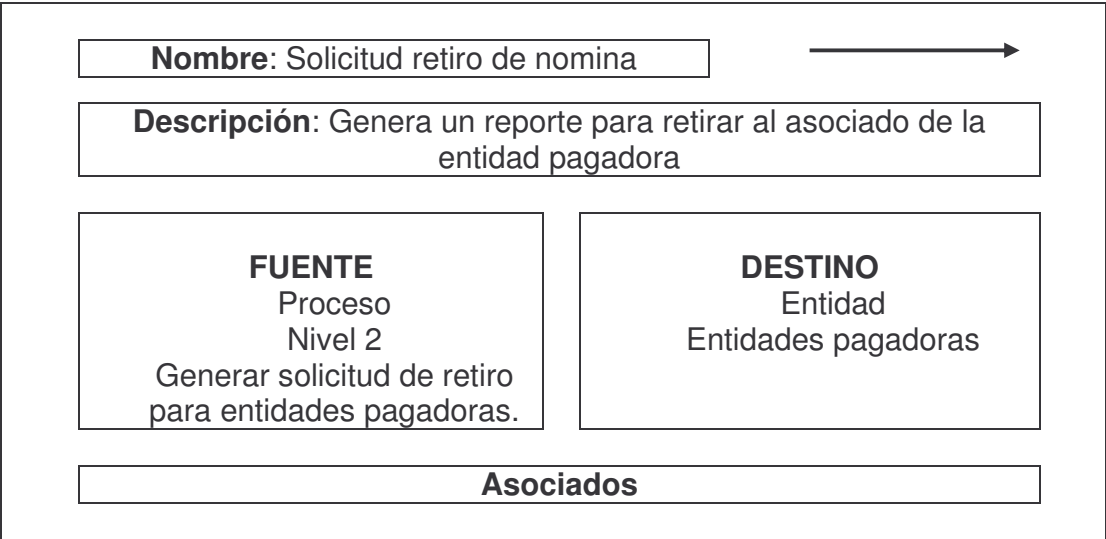 Nombre: Solicitud retiro de nomina
Descripción: Genera un reporte para retirar al asociado de la
entidad pagadora
FUENTE
Proceso
Nivel 2
Generar solicitud de retiro
para entidades pagadoras.
DESTINO
Entidad
Entidades pagadoras
Asociados